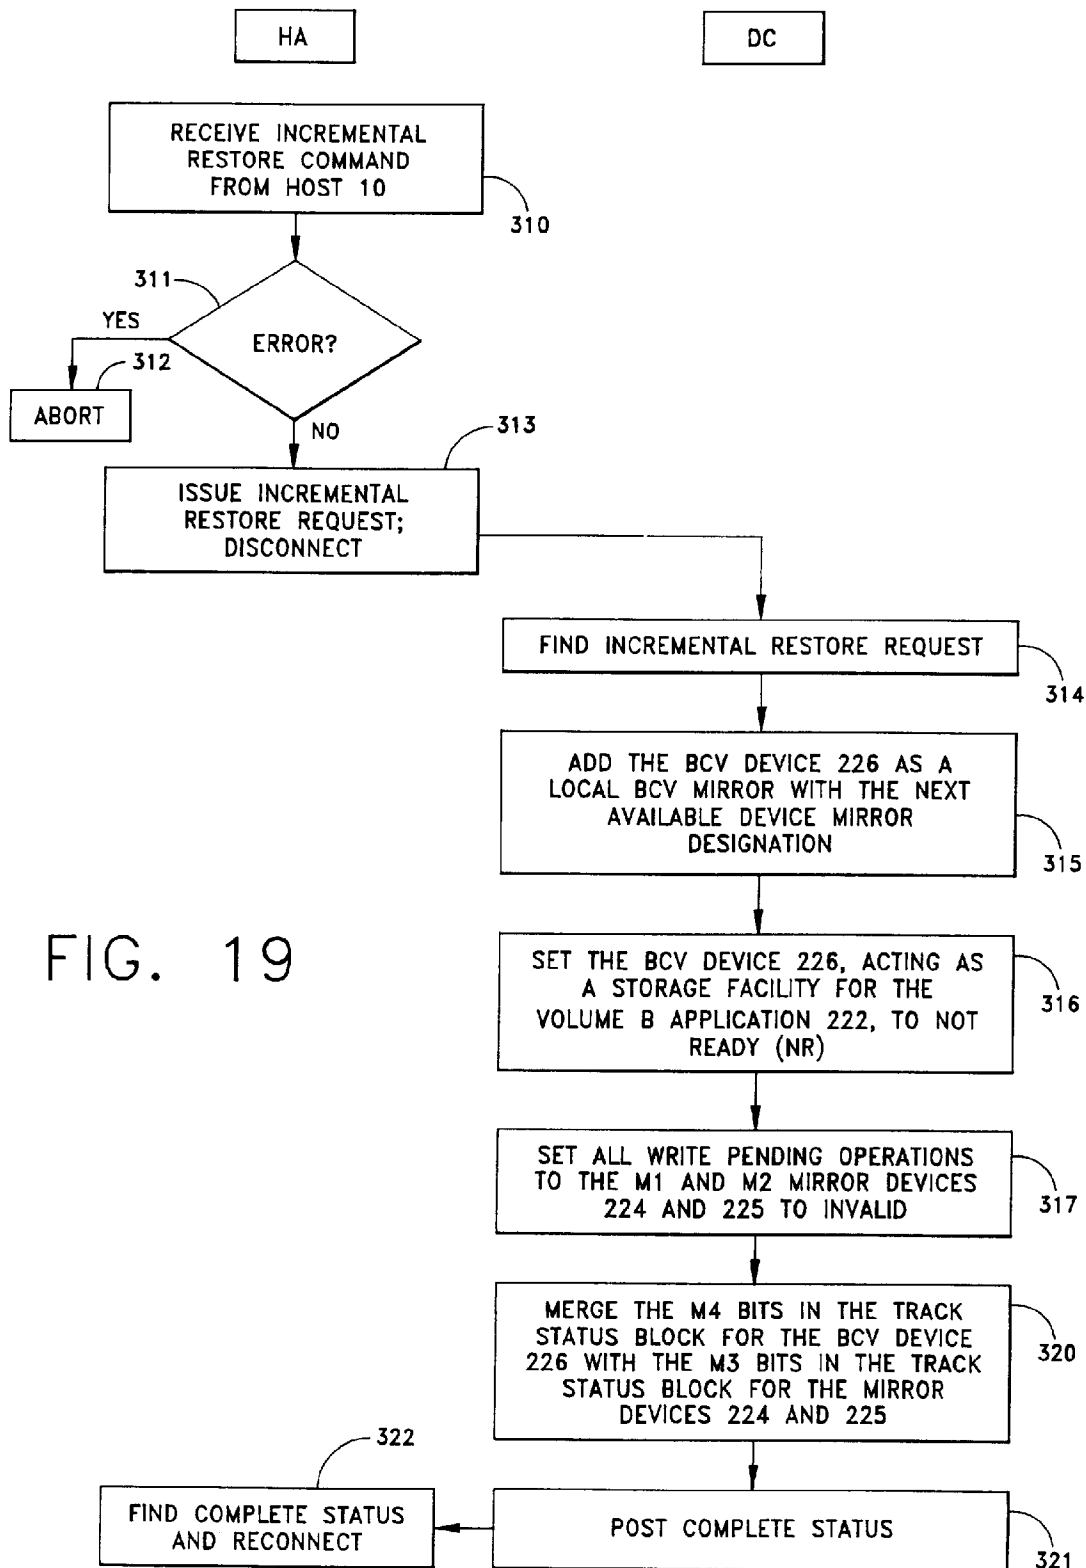 HA
DC
RECEIVE INCREMENTAL
RESTORE COMMAND
FROM HOST 10
310
311
YES
ERROR?
312
ABORT
NO
313
ISSUE INCREMENTAL
RESTORE REQUEST;
DISCONNECT
FIND INCREMENTAL RESTORE REQUEST
314
ADD THE BCV DEVICE 226 AS A
LOCAL BCV MIRROR WITH THE NEXT
AVAILABLE DEVICE MIRROR
DESIGNATION
315
FIG. 19
SET THE BCV DEVICE 226, ACTING AS
A STORAGE FACILITY FOR THE
VOLUME B APPLICATION 222, TO NOT
READY (NR)
316
SET ALL WRITE PENDING OPERATIONS
TO THE M1 AND M2 MIRROR DEVICES
224 AND 225 TO INVALID
317
MERGE THE M4 BITS IN THE TRACK
STATUS BLOCK FOR THE BCV DEVICE
226 WITH THE M3 BITS IN THE TRACK
STATUS BLOCK FOR THE MIRROR
DEVICES 224 AND 225
320
322
FIND COMPLETE STATUS
AND RECONNECT
POST COMPLETE STATUS
321